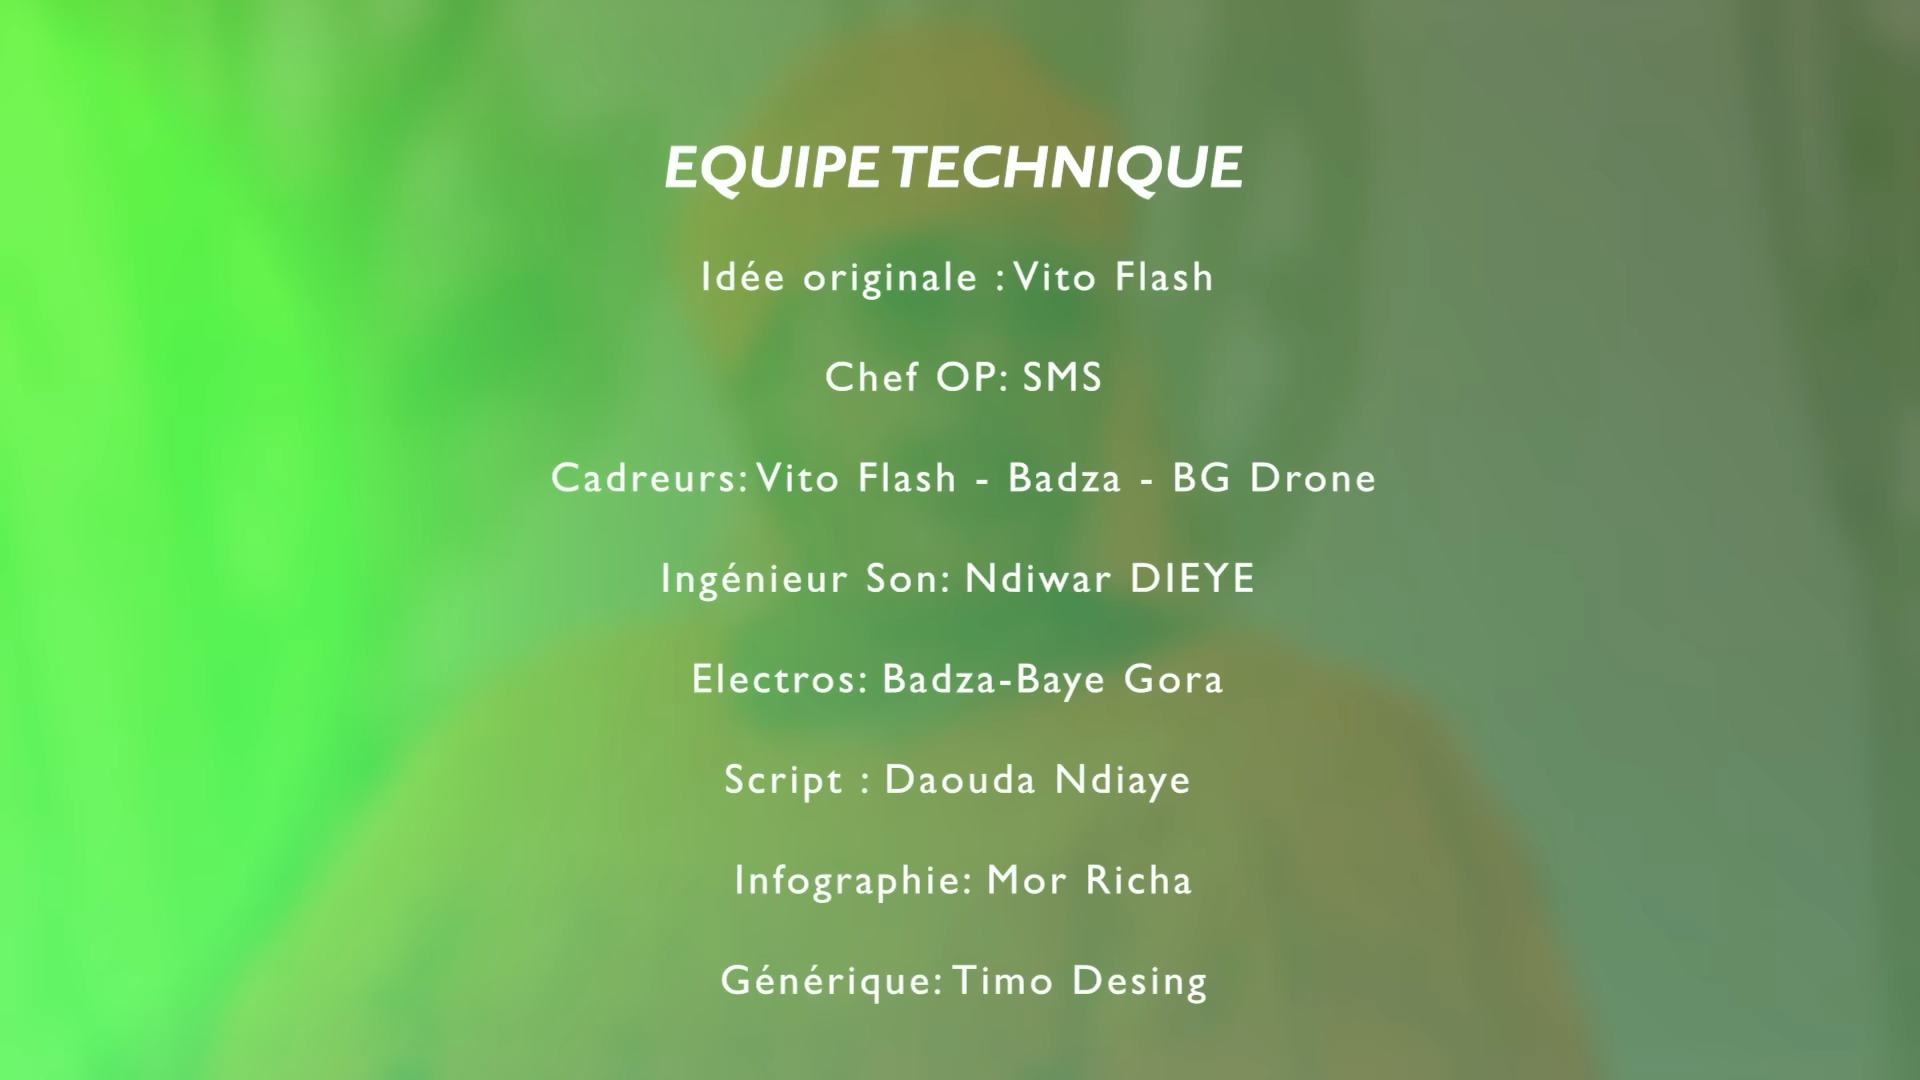 EQUIPE TECHNIQUE
Idée originale : Vito Flash
Chef OP: SMS
Cadreurs: Vito Flash - Badza - BG Drone
Ingénieur Son: Ndiwar DIEYE
Electros: Badza-Baye Gora
Script : Daouda Ndiaye
Infographie: Mor Richa
Générique: Timo Desing